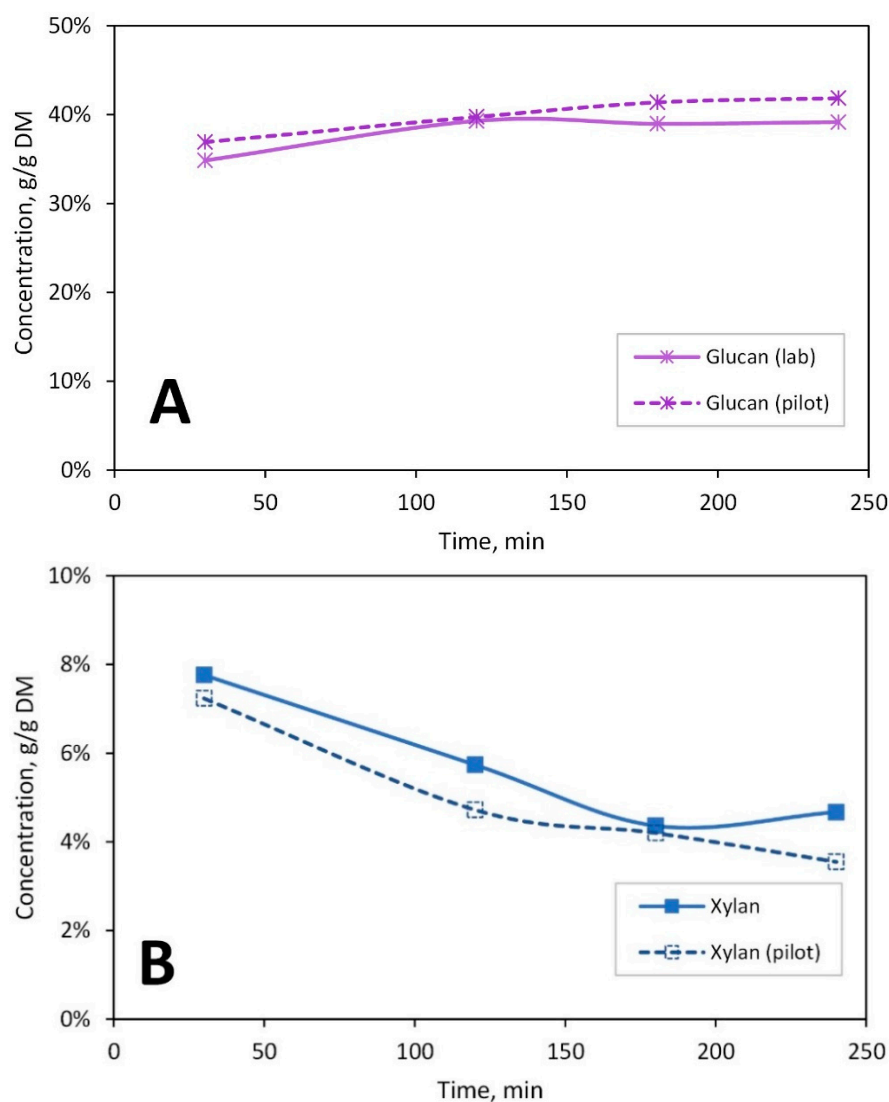 50%
40%
30%
20%
10%
0%
Concentration, g/g DM
A
Glucan (lab)
Glucan (pilot)
0 50 100 150 200 250
Time, min
10%
8%
6%
4%
2%
0%
Concentration, g/g DM
B
Xylan
Xylan (pilot)
0 50 100 150 200 250
Time, min